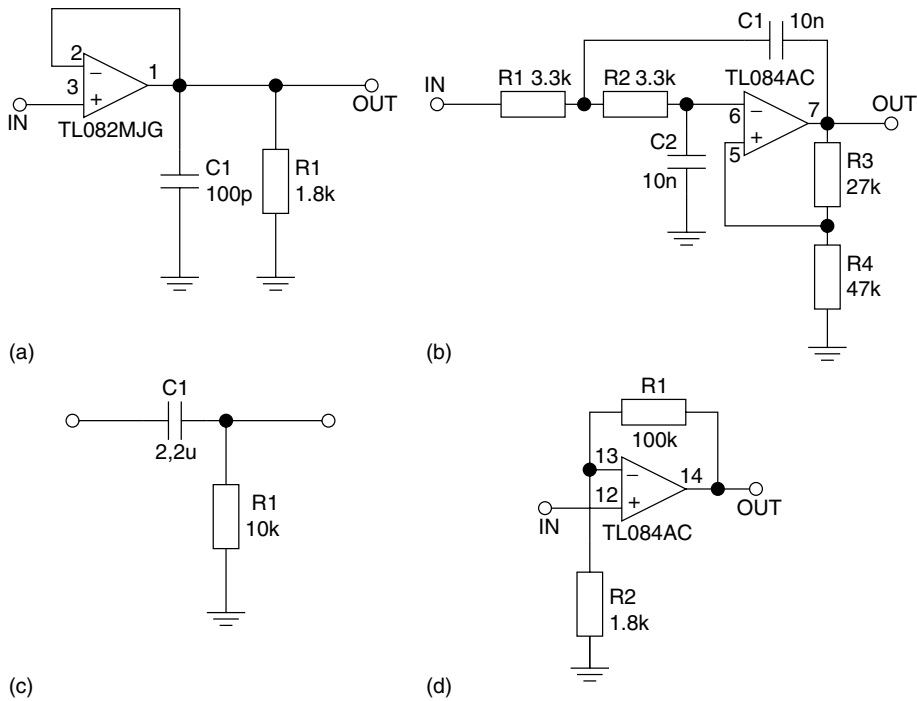 2
−
3
+
1
IN
TL082MJG
OUT
C1
100p
R1
1.8k
(a)
C1
10n
IN
R1 3.3k
R2 3.3k
TL084AC
6
−
5
+
7
OUT
C2
10n
R3
27k
R4
47k
(b)
C1
2,2u
R1
10k
(c)
R1
100k
13
−
12
+
14
IN
TL084AC
OUT
R2
1.8k
(d)